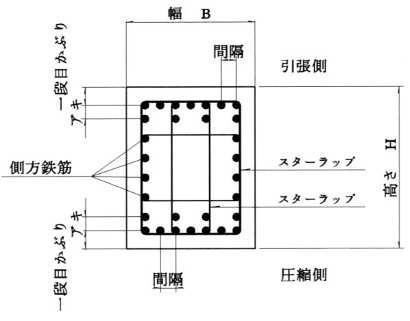 幅 B
間隔
引張側
一段目かぶり
アキ
側方鉄筋
スターラップ
スターラップ
高さ H
アキ
一段目かぶり
間隔
圧縮側